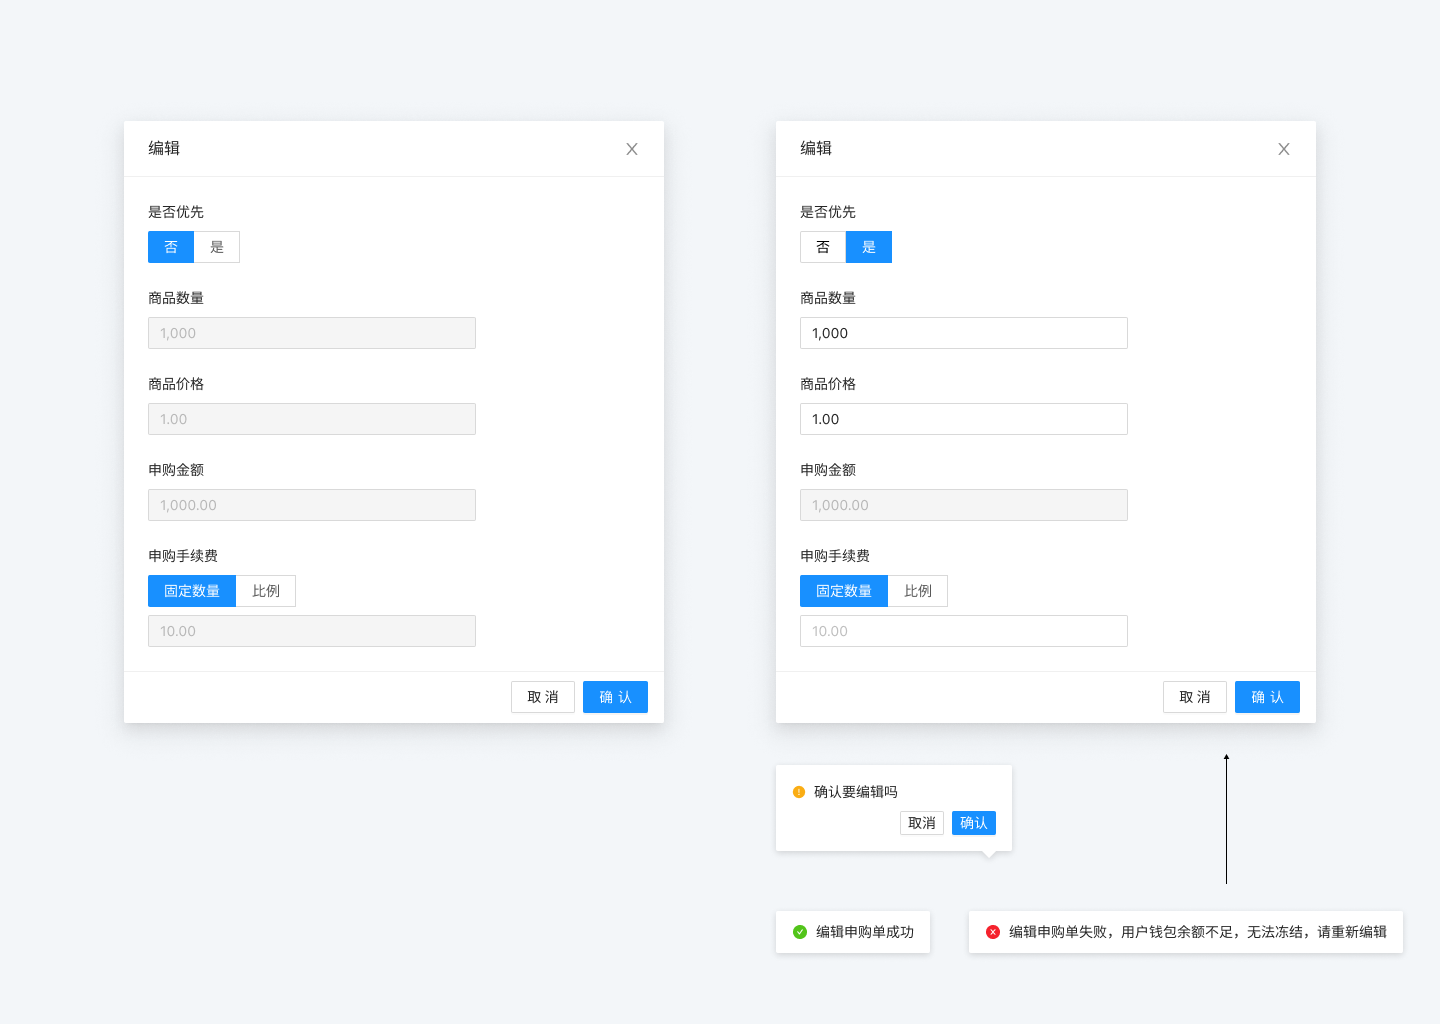 编辑
是否优先
否 是
商品数量
1,000
商品价格
1.00
申购金额
1,000.00
申购手续费
固定数量 比例
10.00
取 消 确 认
编辑
是否优先
否 是
商品数量
1,000
商品价格
1.00
申购金额
1,000.00
申购手续费
固定数量 比例
10.00
取 消 确 认
确认要编辑吗
取消 确认
编辑申购单成功
编辑申购单失败，用户钱包余额不足，无法冻结，请重新编辑